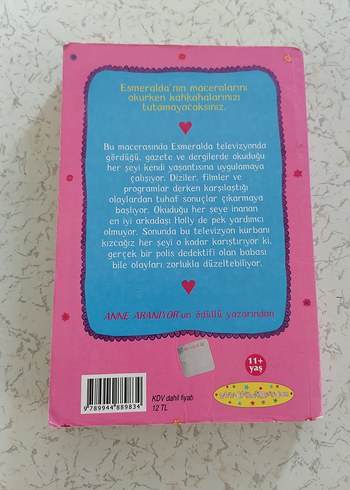 Esmeralda'nın maceralarını
okurken kahkahalarınızı
tutamayacaksınız.
Bu macerasında Esmeralda televizyonda
gördüğü, gazete ve dergilerde okuduğu
her şeyi kendi yaşantısına uygulamaya
çalışıyor. Diziler, filmler ve
programlar derken karşılaştığı
olaylardan tuhaf sonuçlar çıkarmaya
başlıyor. Okuduğu her şeye inanan
en iyi arkadaşı Holly de pek yardımcı
olmuyor. Sonunda bu televizyon kurbanı
kızcağız her şeyi o kadar karıştırıyor ki,
gerçek bir polis dedektifi olan babası
bile olayları zorlukla düzeltebiliyor.
ANNE ARANIYOR'un ödüllü yazarından
11+
yaş
KDV dahil fiyatı
12 TL
9 789944 889834